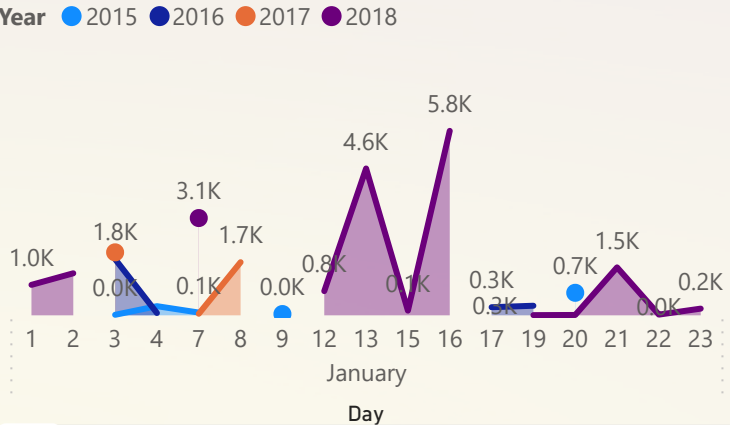 Year 2015 2016 2017 2018
5.8K
4.6K
3.1K
1.8K 1.7K 1.5K
1.0K 0.8K 0.7K
0.0K 0.1K 0.0K 0.1K 0.3K 0.2K
0.3K 0.0K
1 2 3 4 7 8 9 12 13 15 16 17 19 20 21 22 23
January
Day